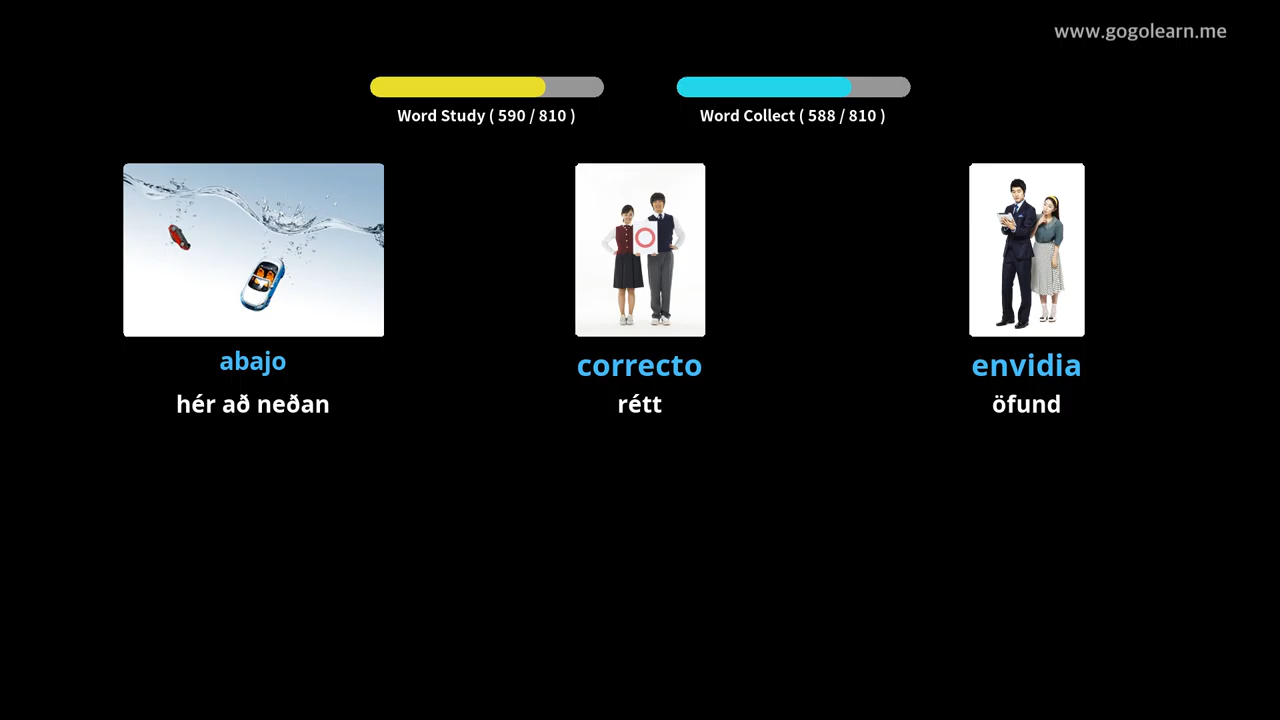 www.gogolearn.me
Word Study ( 590 / 810 )
Word Collect ( 588 / 810 )
abajo
correcto
envidia
hér að neðan
rétt
öfund